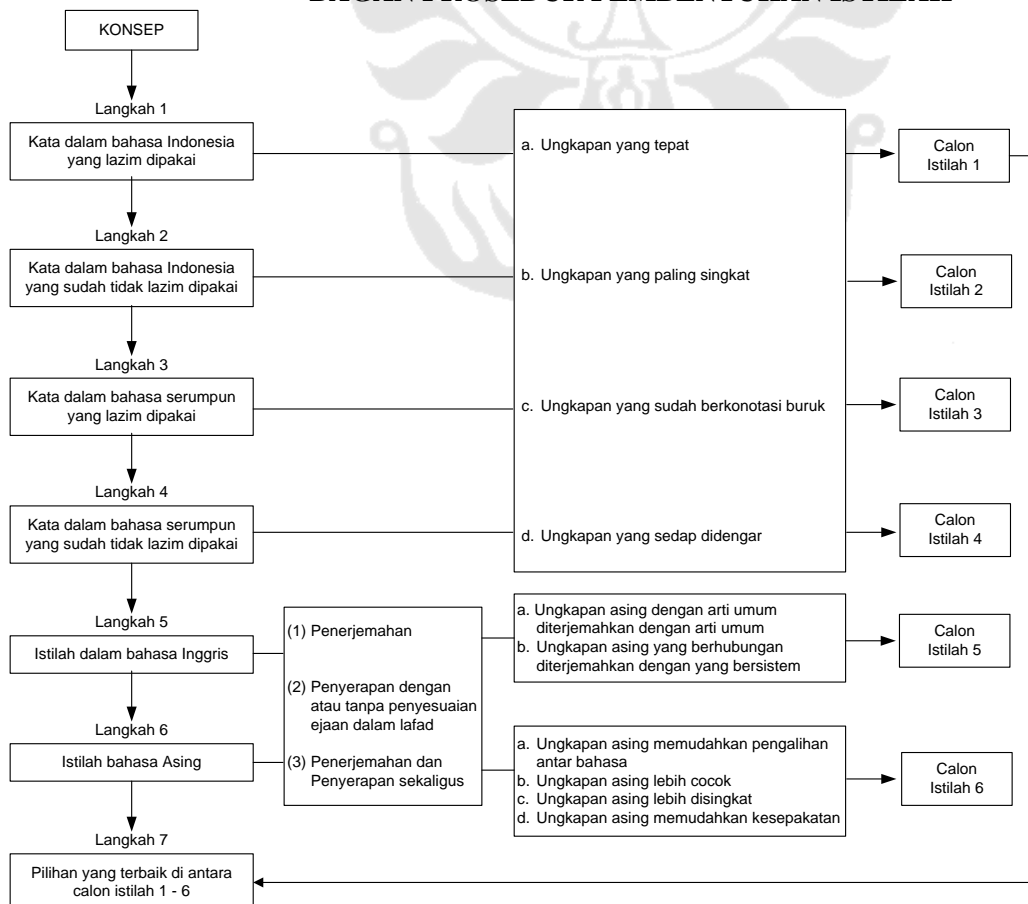 BAGAN PROSEDUR PEMBENTUKAN ISTILAH
KONSEP
Langkah 1
Kata dalam bahasa Indonesia
yang lazim dipakai
Langkah 2
Kata dalam bahasa Indonesia
yang sudah tidak lazim dipakai
Langkah 3
Kata dalam bahasa serumpun
yang lazim dipakai
Langkah 4
Kata dalam bahasa serumpun
yang sudah tidak lazim dipakai
a. Ungkapan yang tepat
b. Ungkapan yang paling singkat
c. Ungkapan yang sudah berkonotasi buruk
d. Ungkapan yang sedap didengar
Calon
Istilah 1
Calon
Istilah 2
Calon
Istilah 3
Calon
Istilah 4
Langkah 5
Istilah dalam bahasa Inggris
Langkah 6
Istilah bahasa Asing
(1) Penerjemahan
(2) Penyerapan dengan
atau tanpa penyesuaian
ejaan dalam lafad
(3) Penerjemahan dan
Penyerapan sekaligus
a. Ungkapan asing dengan arti umum
diterjemahkan dengan arti umum
b. Ungkapan asing yang berhubungan
diterjemahkan dengan yang bersistem
Calon
Istilah 5
a. Ungkapan asing memudahkan pengalihan
antar bahasa
b. Ungkapan asing lebih cocok
c. Ungkapan asing lebih disingkat
d. Ungkapan asing memudahkan kesepakatan
Calon
Istilah 6
Langkah 7
Pilihan yang terbaik di antara
calon istilah 1 - 6